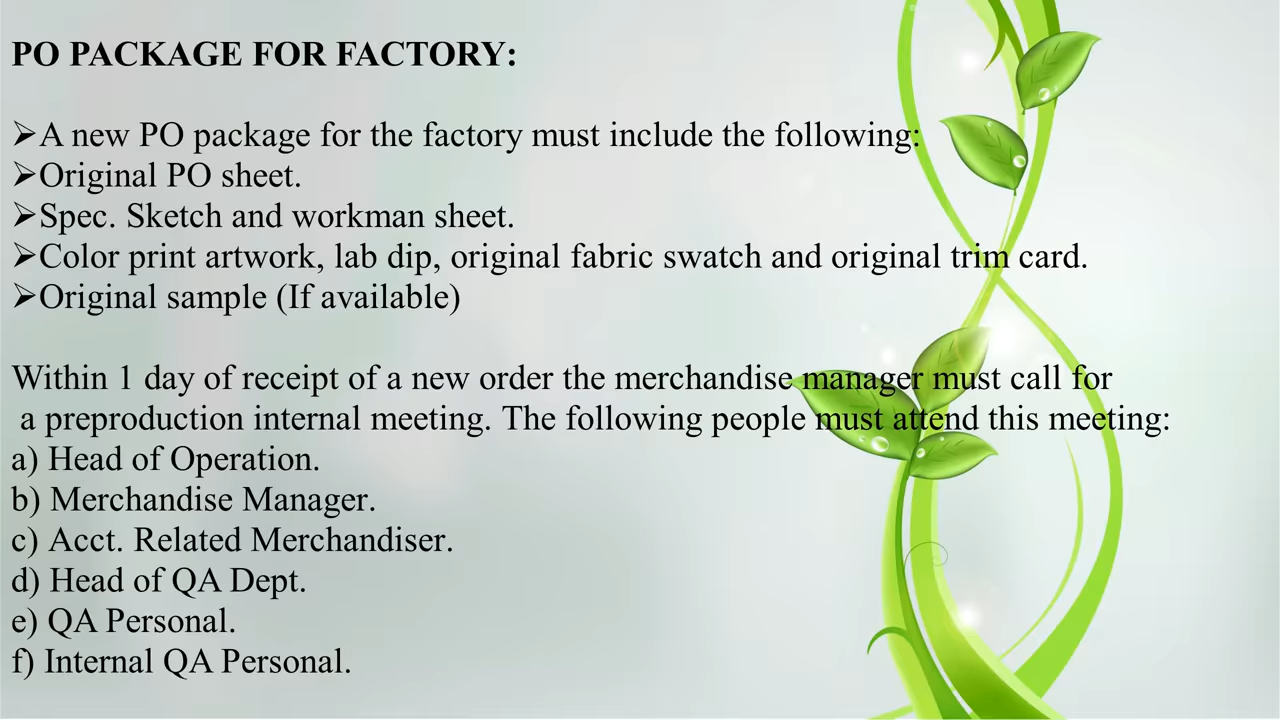 PO PACKAGE FOR FACTORY:
➢A new PO package for the factory must include the following:
➢Original PO sheet.
➢Spec. Sketch and workman sheet.
➢Color print artwork, lab dip, original fabric swatch and original trim card.
➢Original sample (If available)
Within 1 day of receipt of a new order the merchandise manager must call for
a preproduction internal meeting. The following people must attend this meeting:
a) Head of Operation.
b) Merchandise Manager.
c) Acct. Related Merchandiser.
d) Head of QA Dept.
e) QA Personal.
f) Internal QA Personal.